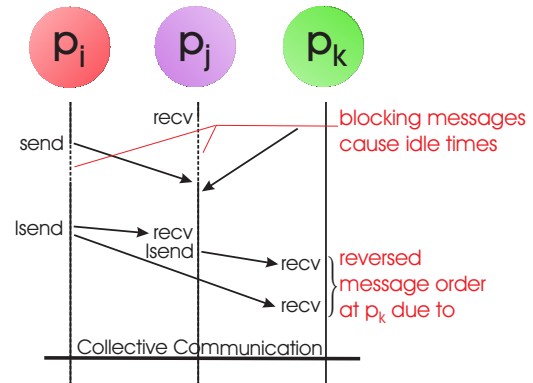 pi
pj
pk
recv
blocking messages
cause idle times
send
Isend
recv
Isend
recv
reversed
message order
at pk due to
recv
Collective Communication